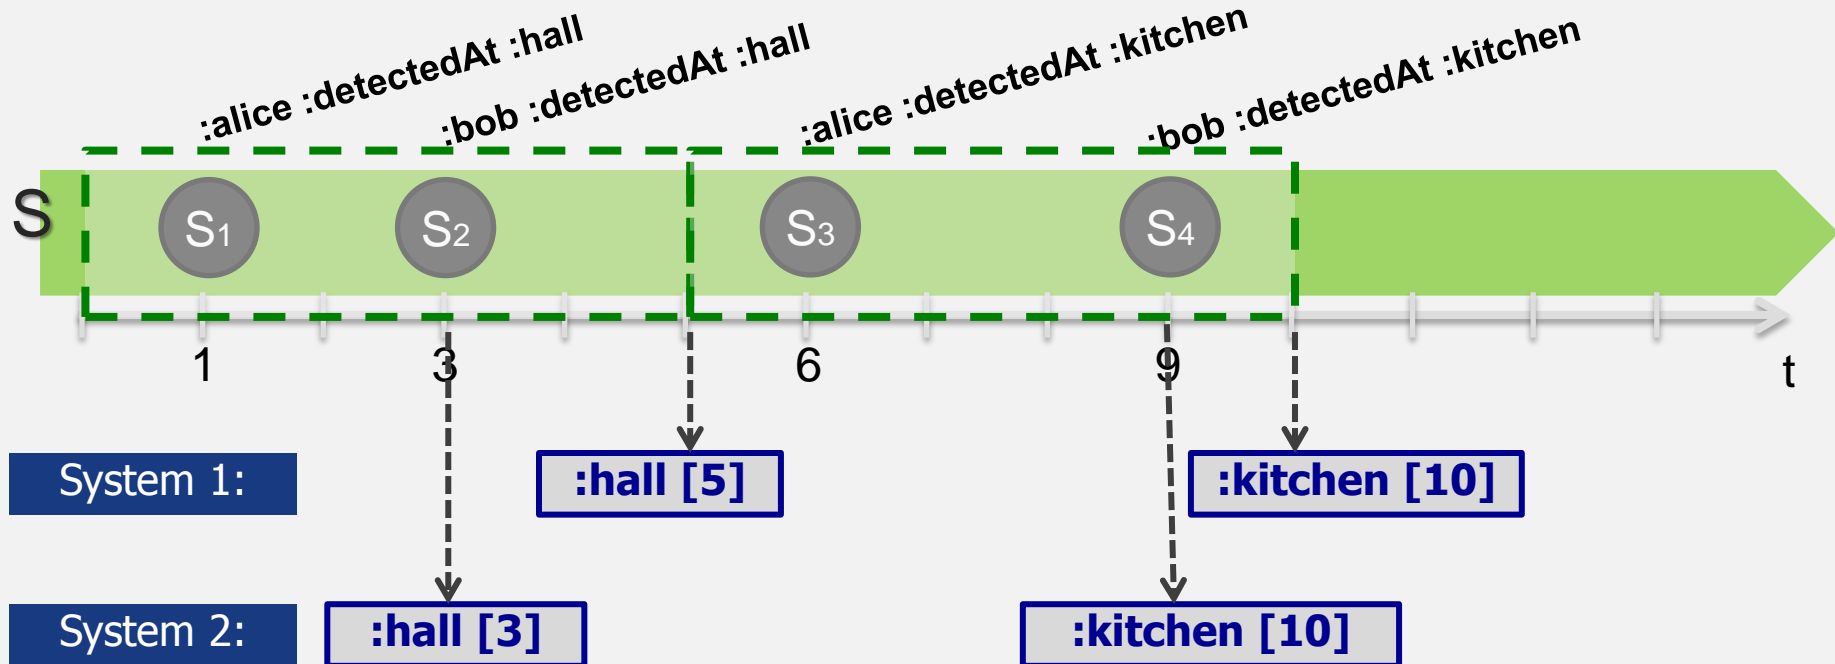 :alice :detectedAt :hall
:bob :detectedAt :hall
:alice :detectedAt :kitchen
:bob :detectedAt :kitchen
S
S1
S2
S3
S4
1
3
6
9
t
System 1:
:hall [5]
:kitchen [10]
System 2:
:hall [3]
:kitchen [10]